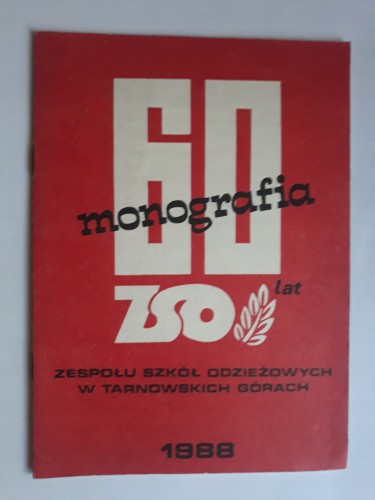 60
monografia
ZSO lat
ZESPOŁU SZKÓŁ ODZIEŻOWYCH
W TARNOWSKICH GÓRACH
1988